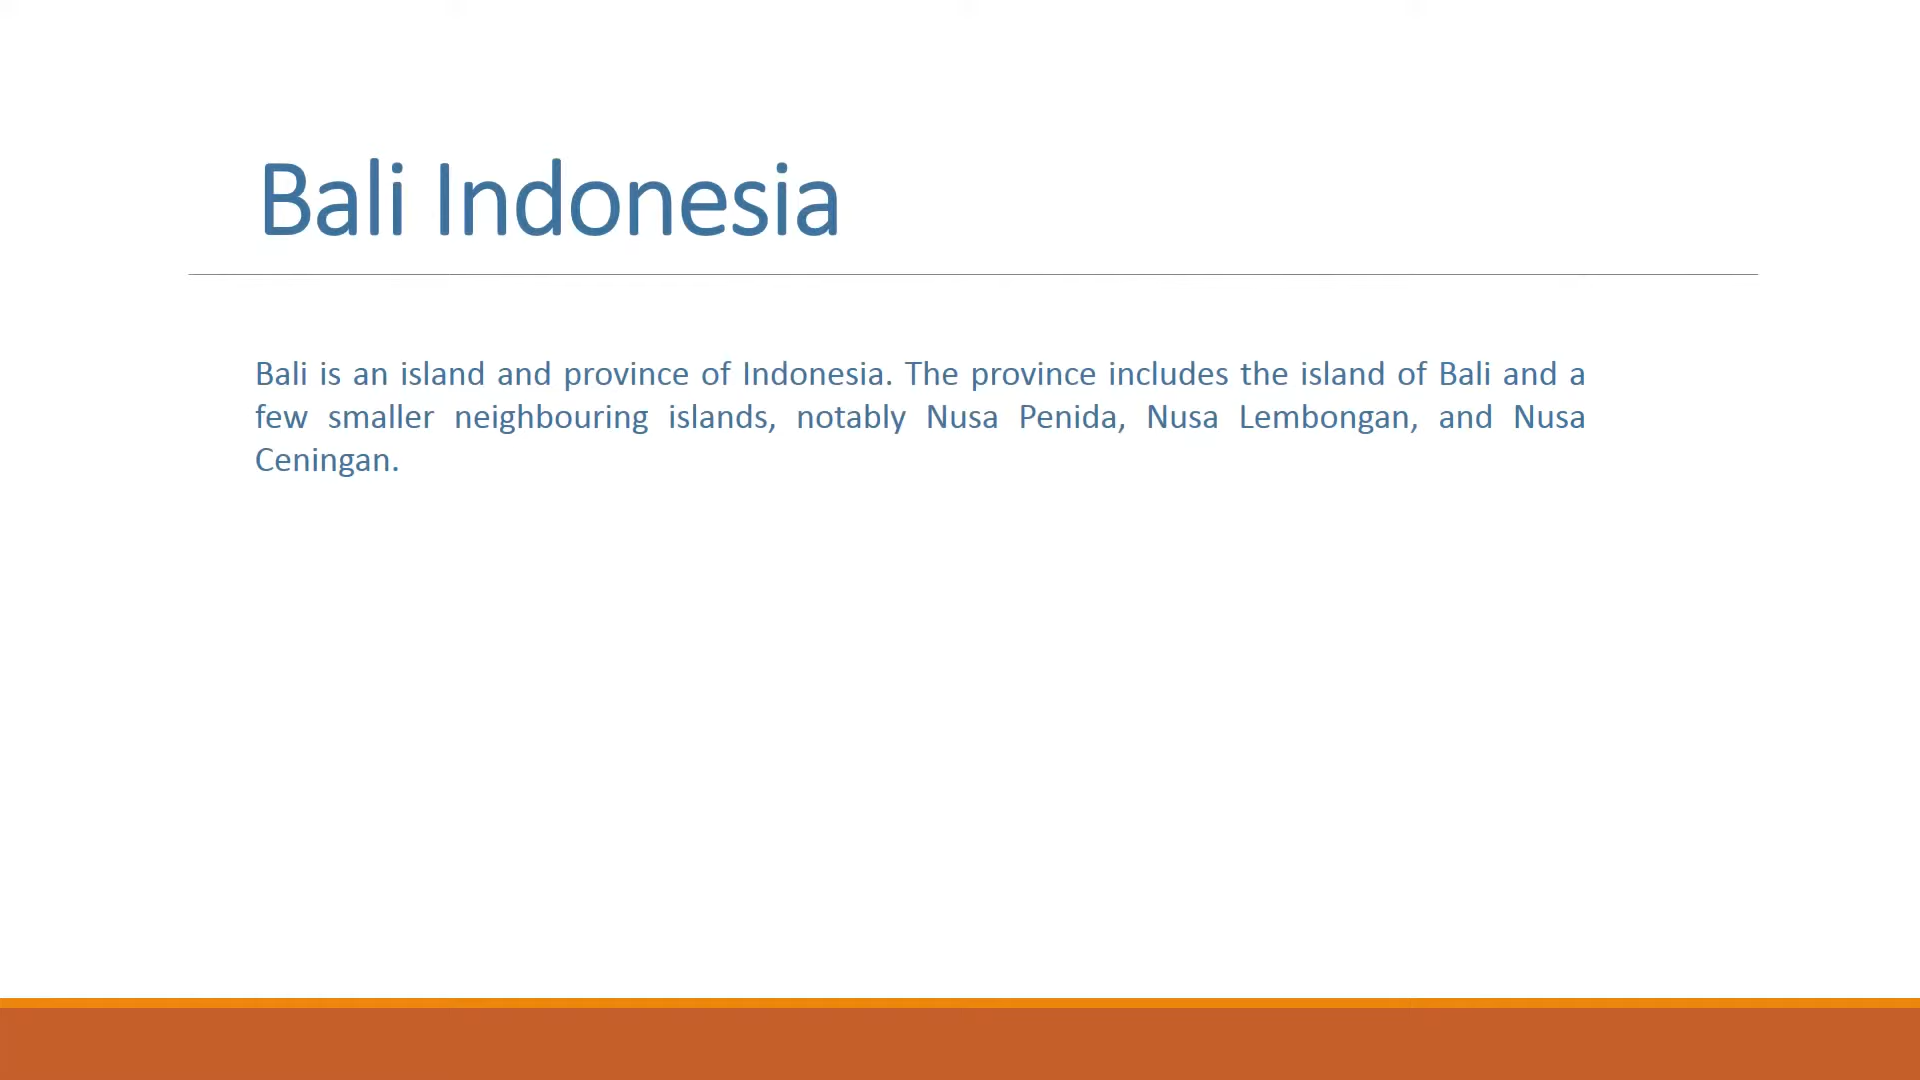 Bali Indonesia
Bali is an island and province of Indonesia. The province includes the island of Bali and a
few smaller neighbouring islands, notably Nusa Penida, Nusa Lembongan, and Nusa
Ceningan.